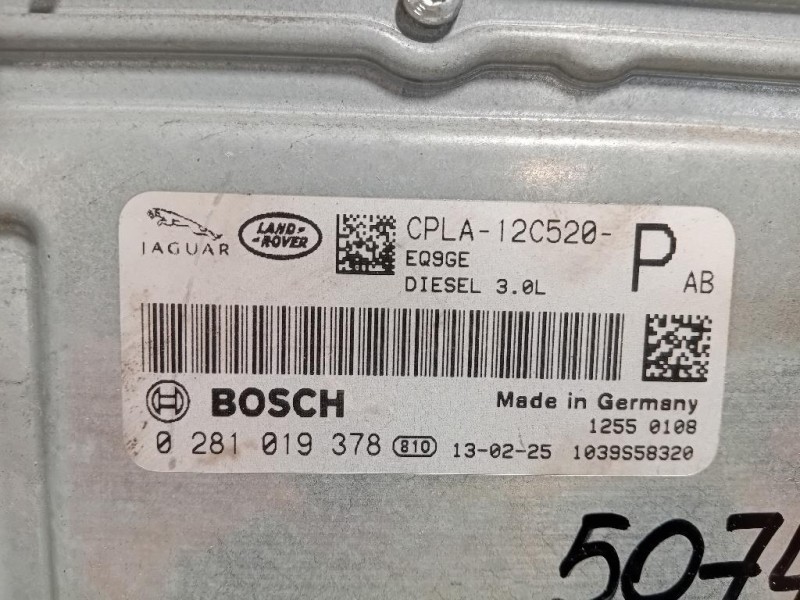 JAGUAR
LAND-
-ROVER
CPLA-12C520-
P AB
EQ9GE
DIESEL 3.0L
BOSCH
Made in Germany
1255 0108
0 281 019 378 810 13-02-25 1039S58320
5074